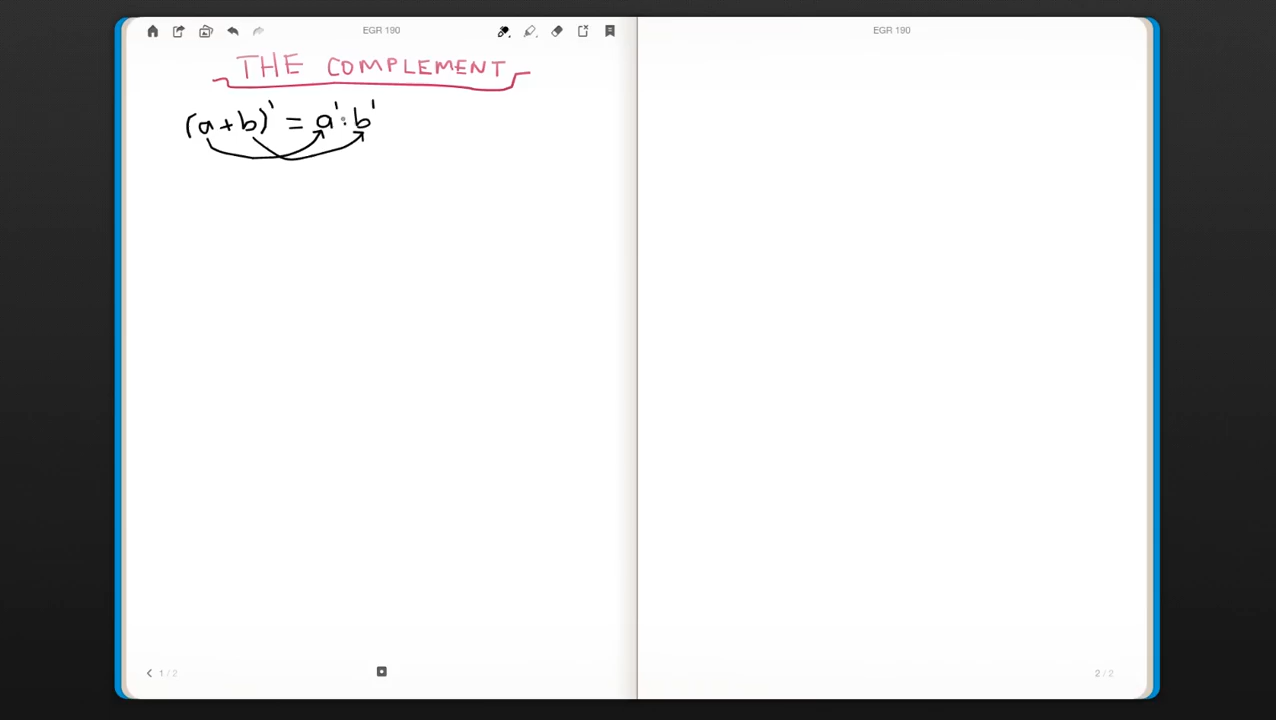 EGR 190
EGR 190
THE COMPLEMENT
(a+b)' = a'·b'
1 / 2
2 / 2